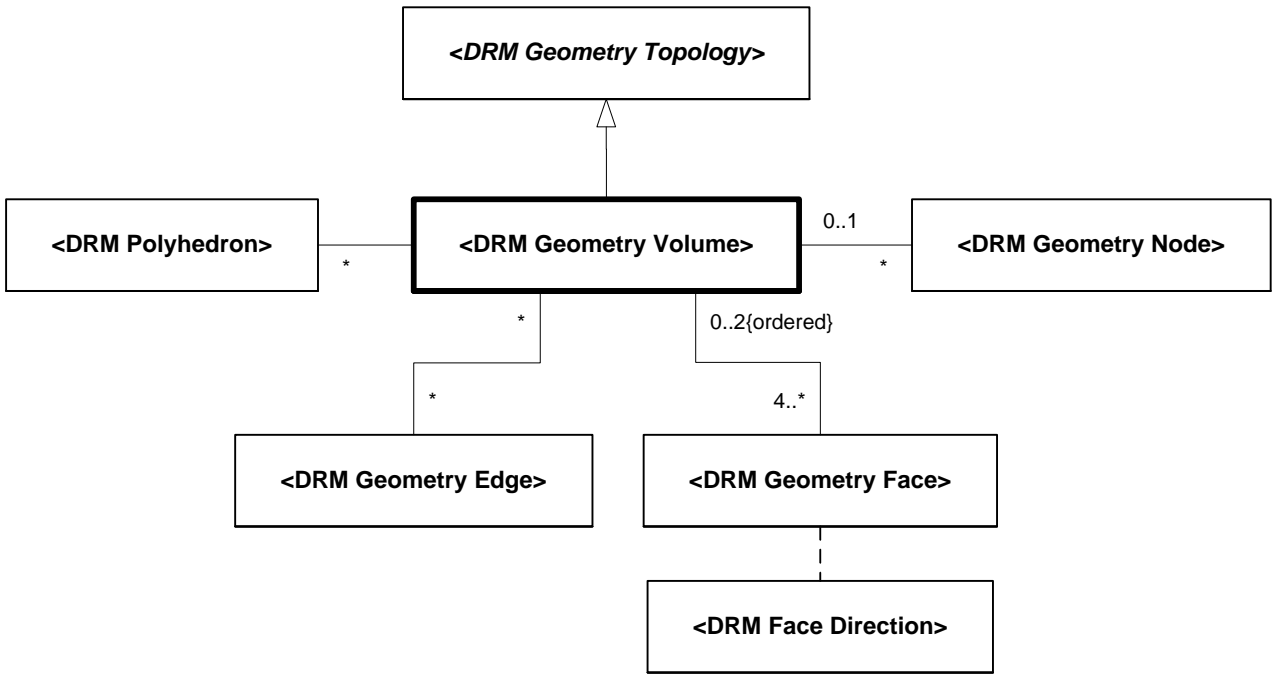 <DRM Geometry Topology>
<DRM Polyhedron>
*
<DRM Geometry Volume>
0..1
*
<DRM Geometry Node>
*
0..2{ordered}
*
4..*
<DRM Geometry Edge>
<DRM Geometry Face>
<DRM Face Direction>